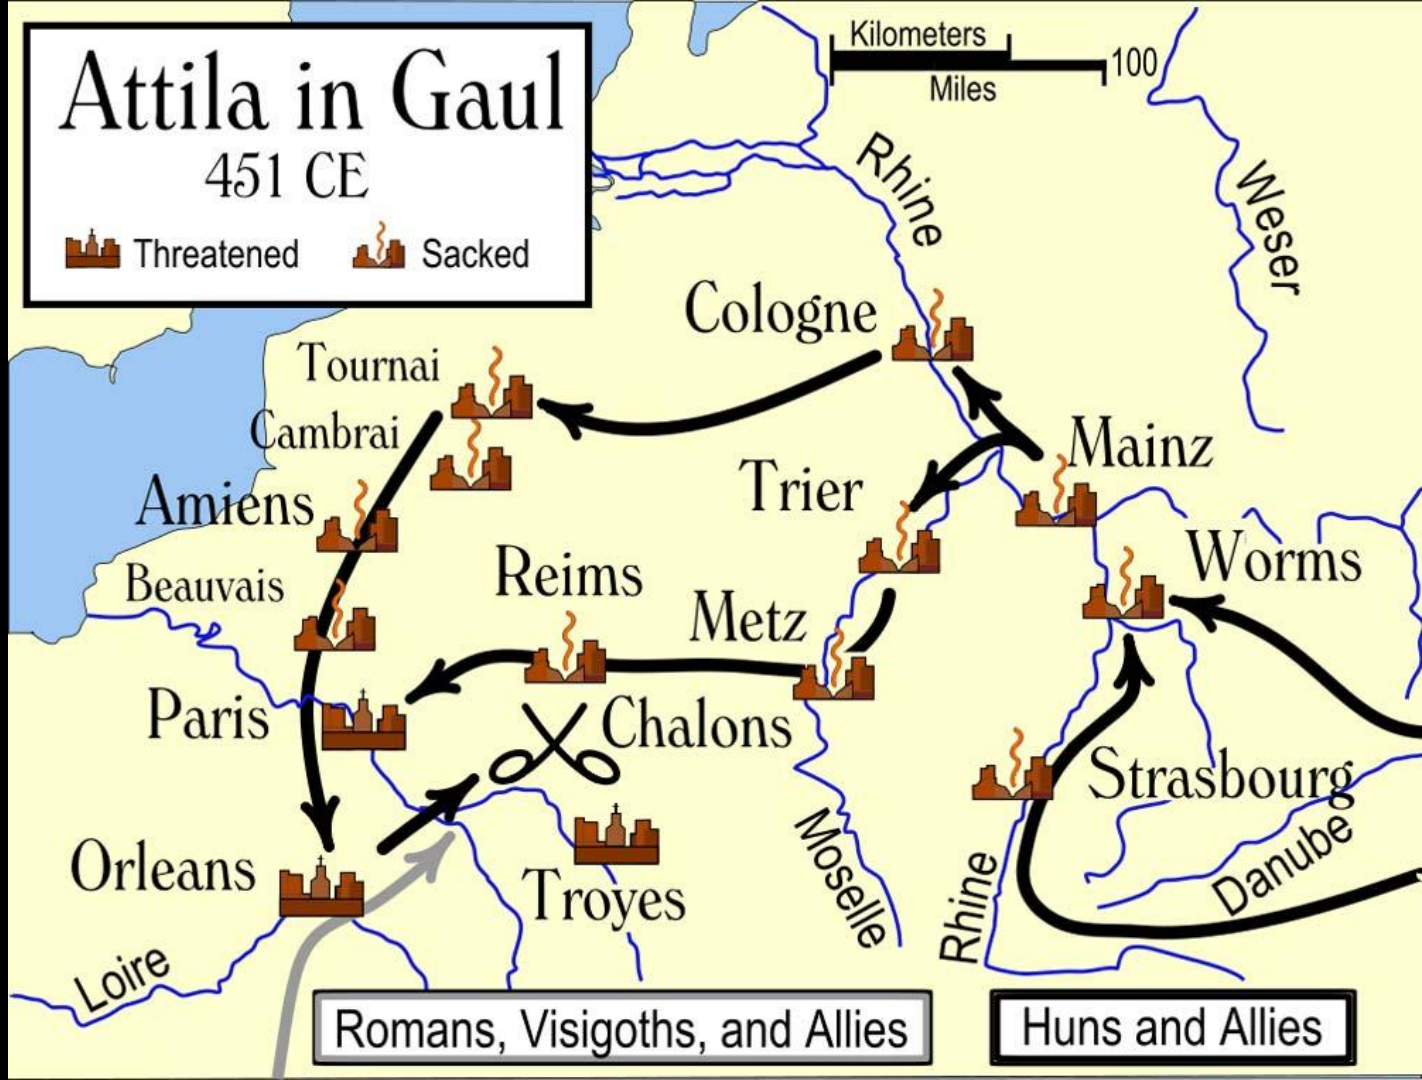 Attila in Gaul
451 CE
Threatened
Sacked
Kilometers
100
Miles
Rhine
Weser
Cologne
Tournai
Cambrai
Mainz
Trier
Amiens
Worms
Reims
Beauvais
Metz
Paris
Chalons
Strasbourg
Orleans
Troyes
Moselle
Danube
Rhine
Loire
Romans, Visigoths, and Allies
Huns and Allies